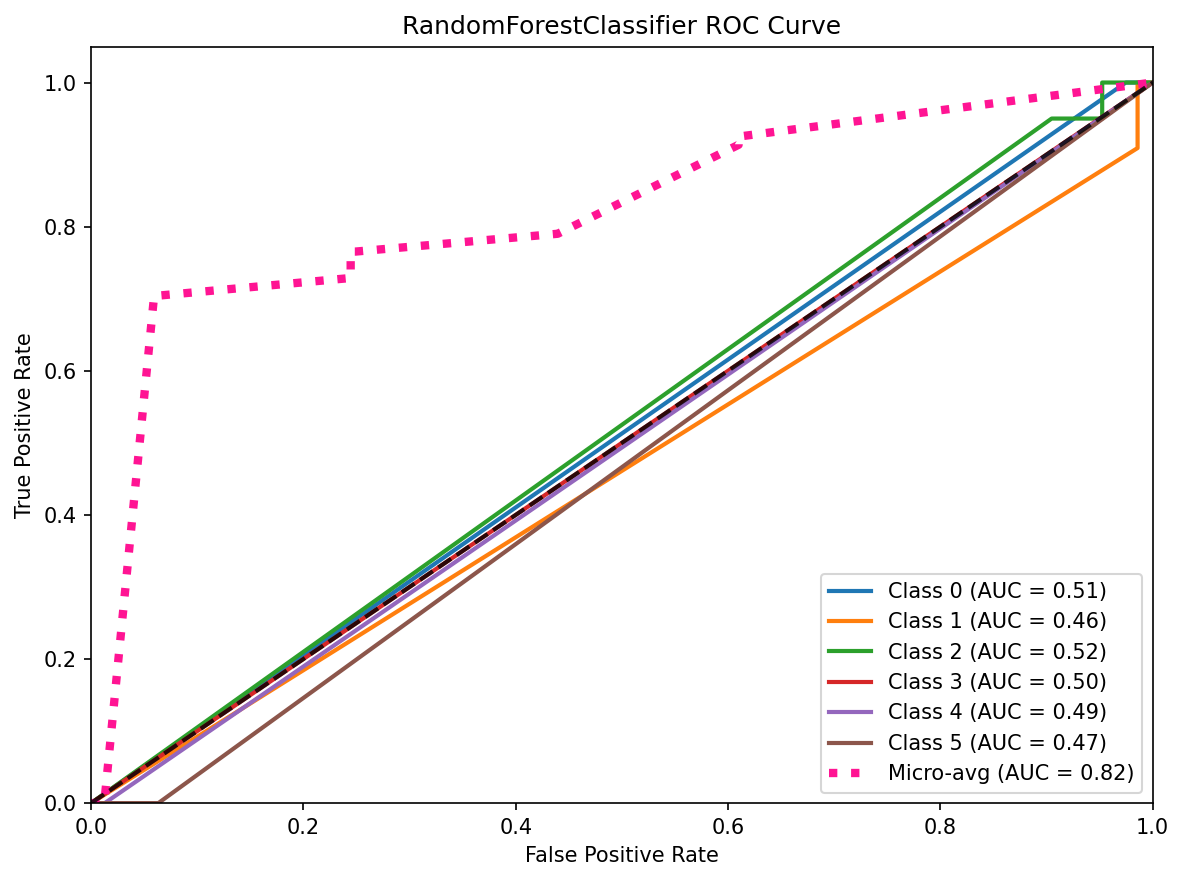 RandomForestClassifier ROC Curve
1.0
0.8
0.6
0.4
0.2
0.0
True Positive Rate
0.0 0.2 0.4 0.6 0.8 1.0
False Positive Rate
Class 0 (AUC = 0.51)
Class 1 (AUC = 0.46)
Class 2 (AUC = 0.52)
Class 3 (AUC = 0.50)
Class 4 (AUC = 0.49)
Class 5 (AUC = 0.47)
Micro-avg (AUC = 0.82)